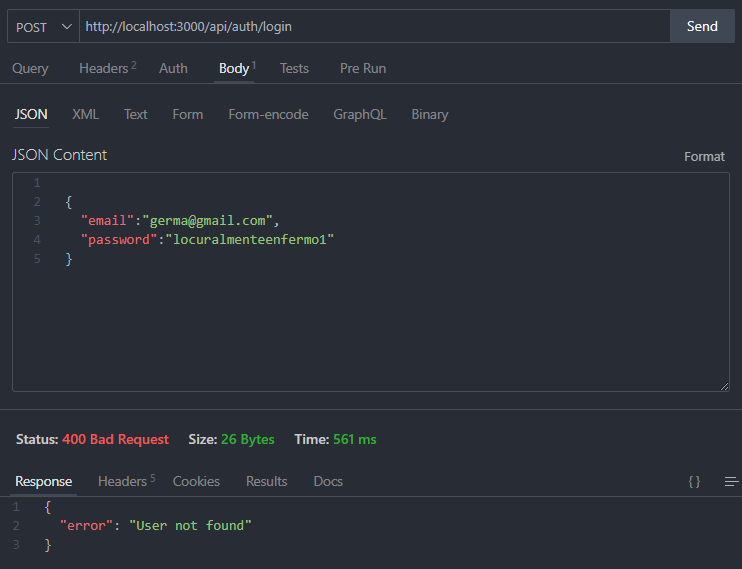 POST http://localhost:3000/api/auth/login Send
Query Headers 2 Auth Body 1 Tests Pre Run
JSON XML Text Form Form-encode GraphQL Binary
JSON Content Format
1
2 {
3 "email":"germa@gmail.com",
4 "password":"locuralmenteenfermo1"
5 }
Status: 400 Bad Request Size: 26 Bytes Time: 561 ms
Response Headers 5 Cookies Results Docs { }
1 {
2 "error": "User not found"
3 }